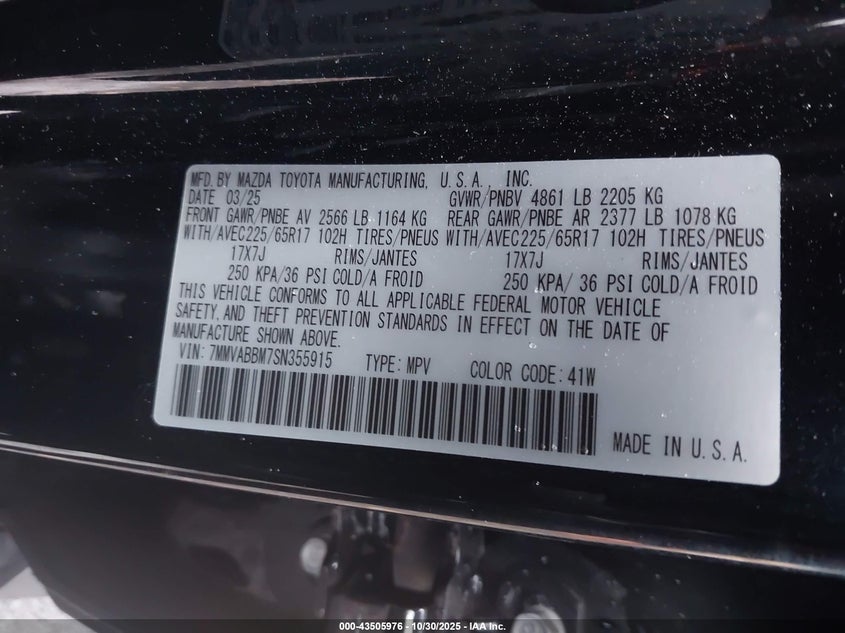 MFD. BY MAZDA TOYOTA MANUFACTURING, U.S.A., INC.
DATE 03/25 GVWR/PNBV 4861 LB 2205 KG
FRONT GAWR/PNBE AV 2566 LB 1164 KG REAR GAWR/PNBE AR 2377 LB 1078 KG
WITH/AVEC225/65R17 102H TIRES/PNEUS WITH/AVEC225/65R17 102H TIRES/PNEUS
17X7J RIMS/JANTES 17X7J RIMS/JANTES
250 KPA/36 PSI COLD/A FROID 250 KPA/ 36 PSI COLD/A FROID
THIS VEHICLE CONFORMS TO ALL APPLICABLE FEDERAL MOTOR VEHICLE
SAFETY, AND THEFT PREVENTION STANDARDS IN EFFECT ON THE DATE OF
MANUFACTURE SHOWN ABOVE.
VIN: 7MMVABBM7SN355915 TYPE: MPV COLOR CODE: 41W
MADE IN U.S.A.
000-43505976 - 10/30/2025 - IAA Inc.